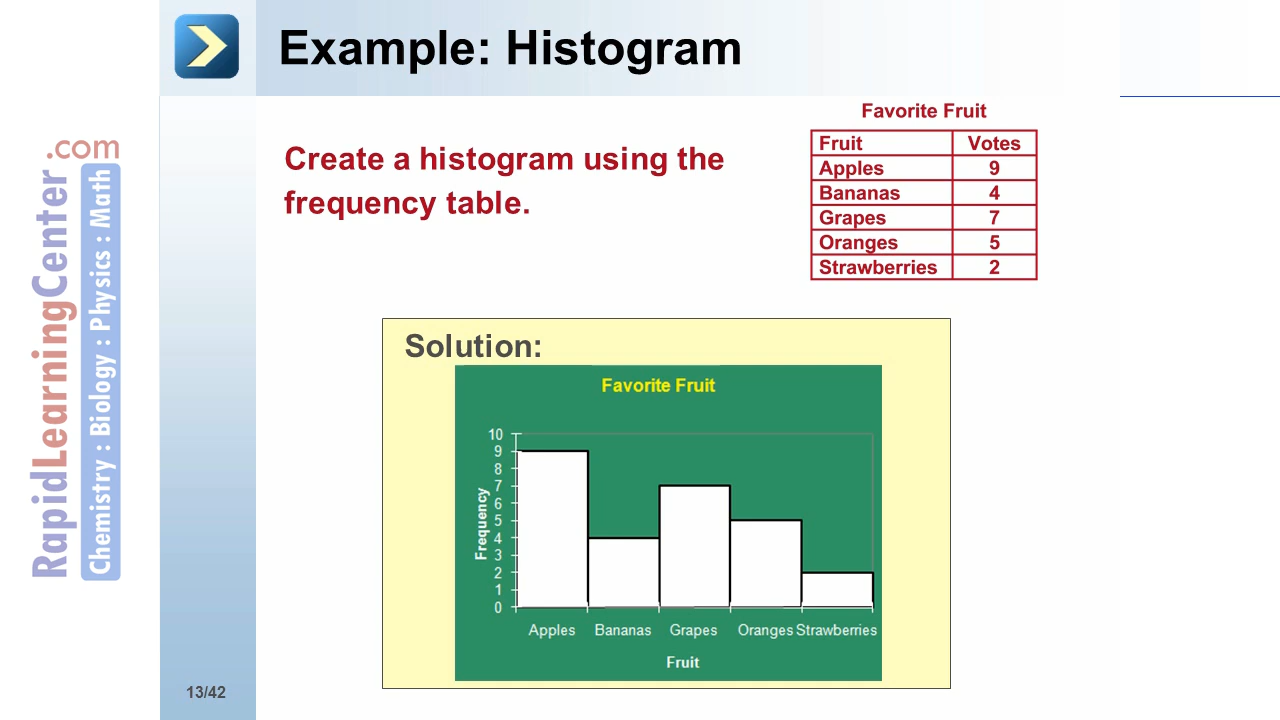 Example: Histogram
Create a histogram using the
frequency table.
Favorite Fruit
Fruit Votes
Apples 9
Bananas 4
Grapes 7
Oranges 5
Strawberries 2
Solution:
Favorite Fruit
10
9
8
7
6
5
4
3
2
1
0
Frequency
Apples Bananas Grapes Oranges Strawberries
Fruit
RapidLearningCenter.com
Chemistry : Biology : Physics : Math
13/42